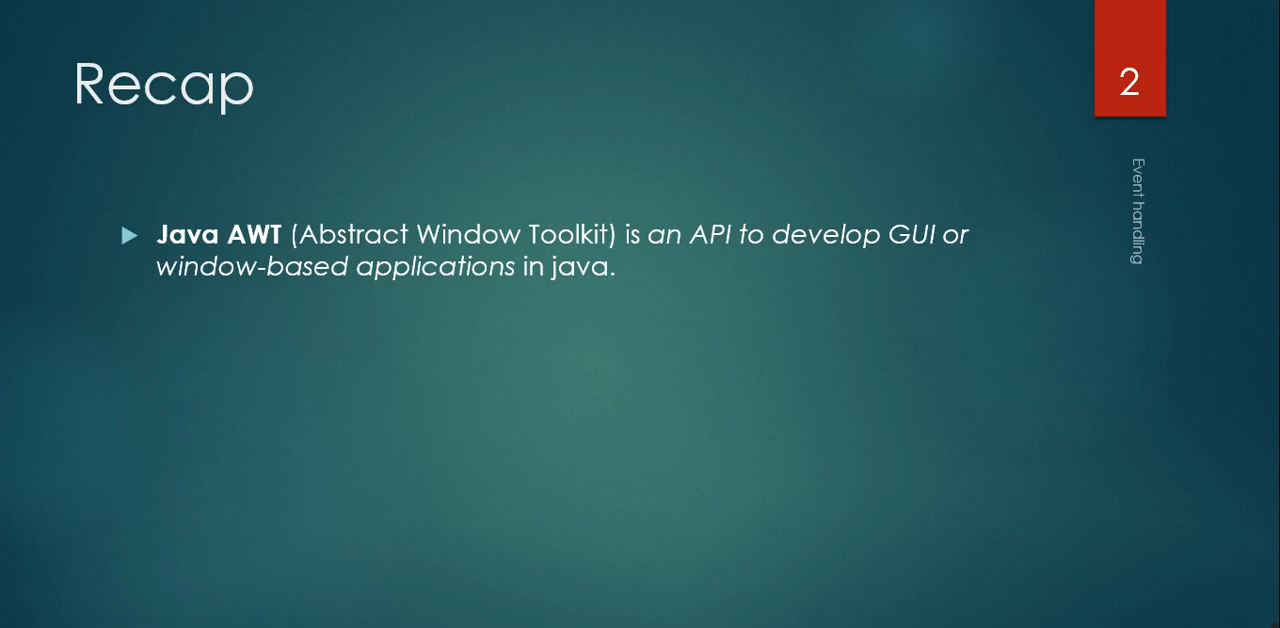 Recap
2
Event handling
Java AWT (Abstract Window Toolkit) is an API to develop GUI or
window-based applications in java.